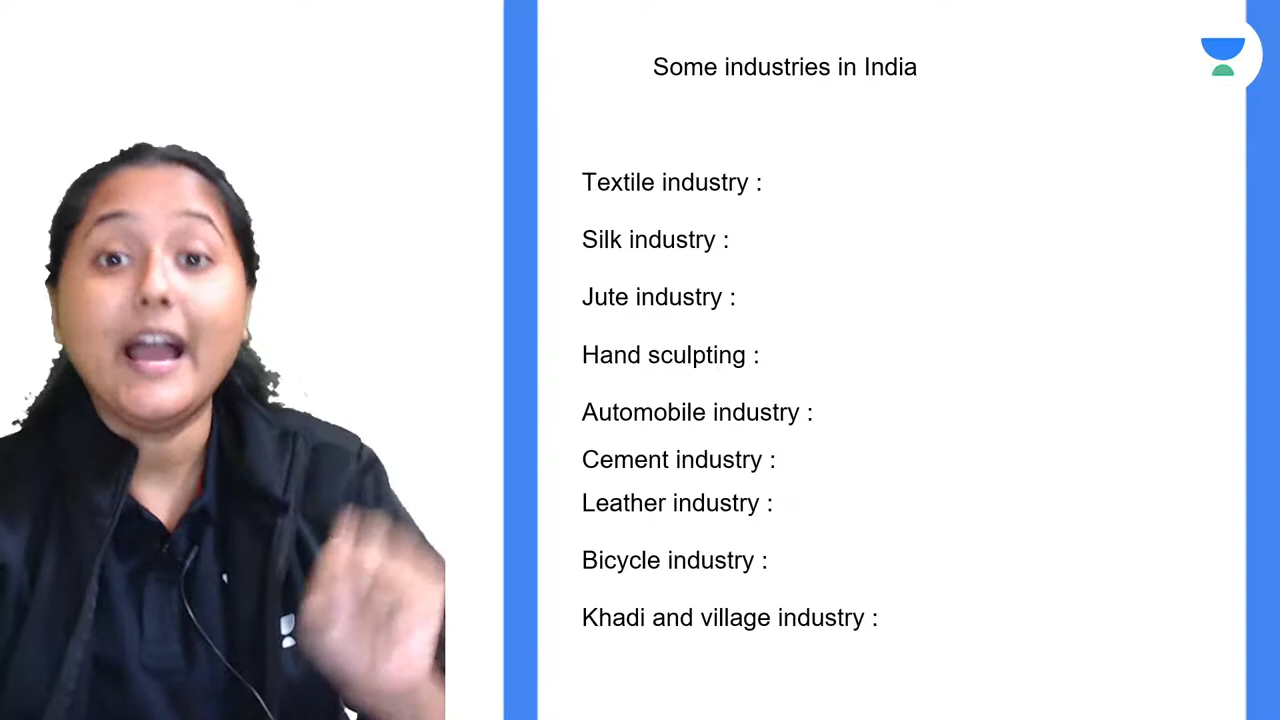 Some industries in India
Textile industry :
Silk industry :
Jute industry :
Hand sculpting :
Automobile industry :
Cement industry :
Leather industry :
Bicycle industry :
Khadi and village industry :